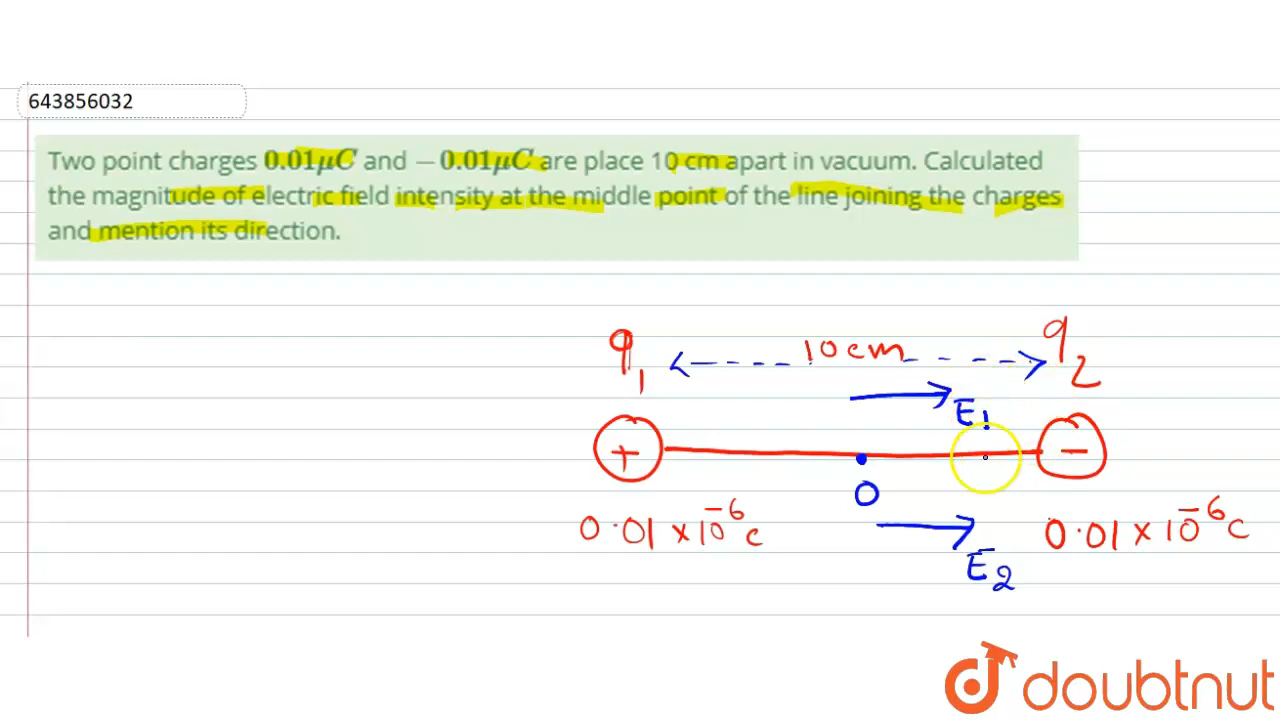 643856032
Two point charges 0.01μC and −0.01μC are place 10 cm apart in vacuum. Calculated
the magnitude of electric field intensity at the middle point of the line joining the charges
and mention its direction.
q1 10 cm q2
E1
+ −
O
0.01 × 10^-6 c 0.01 × 10^-6 c
E2
doubtnut